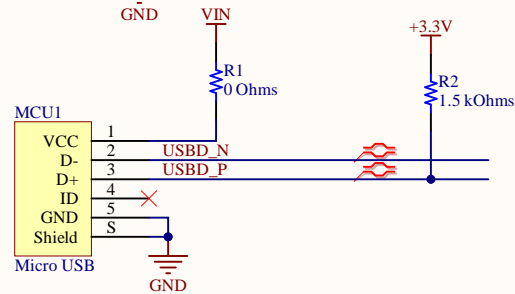 GND
VIN
+3.3V
R1
0 Ohms
R2
1.5 kOhms
MCU1
VCC 1
D- 2 USBD_N
D+ 3 USBD_P
ID 4
GND 5
Shield S
Micro USB
GND